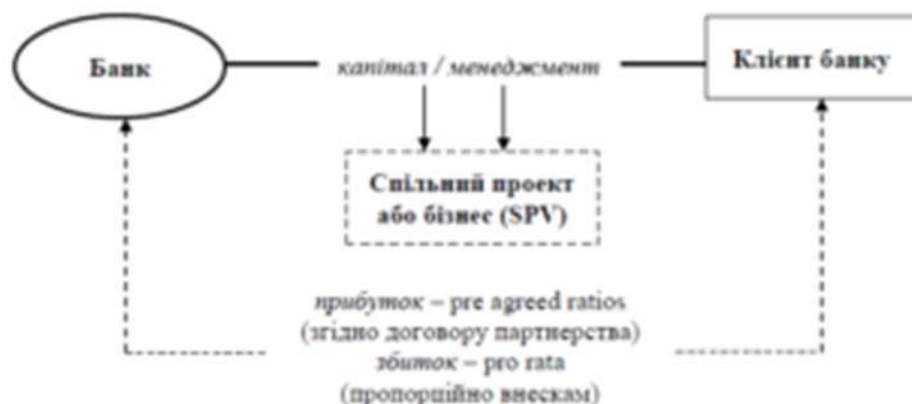 Банк
капітал / менеджмент
Клієнт банку
Спільний проект
або бізнес (SPV)
прибуток – pre agreed ratios
(згідно договору партнерства)
збиток – pro rata
(пропорційно внескам)